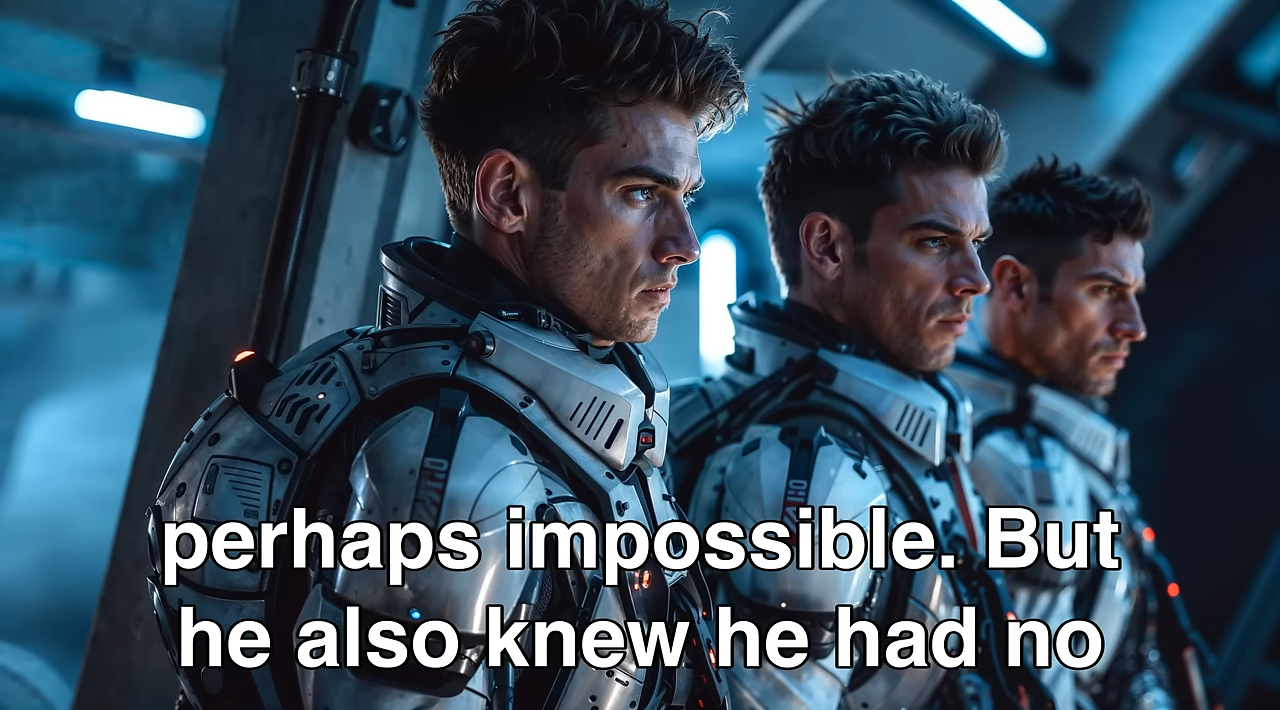 perhaps impossible. But
he also knew he had no